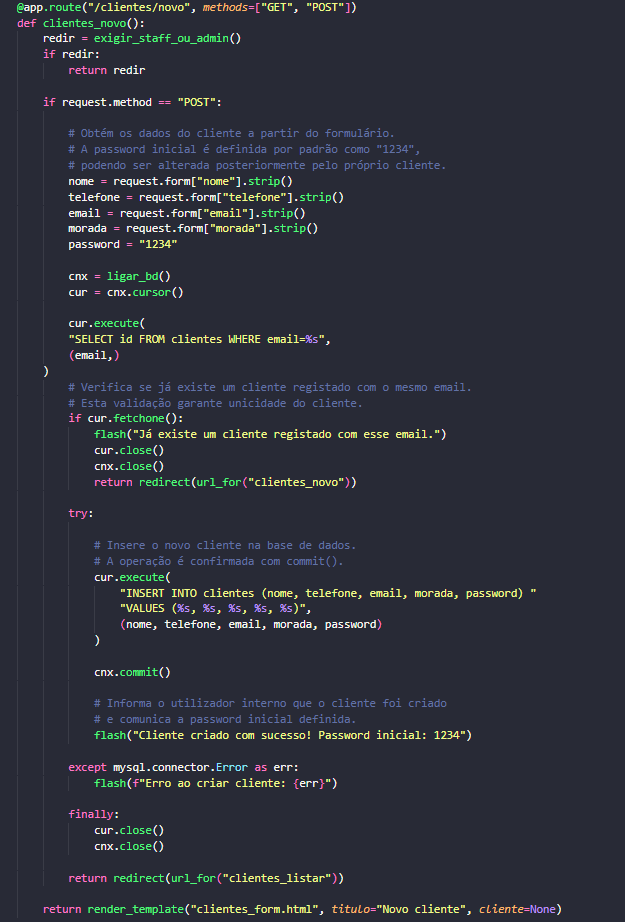 @app.route("/clientes/novo", methods=["GET", "POST"])
def clientes_novo():
    redir = exigir_staff_ou_admin()
    if redir:
        return redir

    if request.method == "POST":

        # Obtém os dados do cliente a partir do formulário.
        # A password inicial é definida por padrão como "1234",
        # podendo ser alterada posteriormente pelo próprio cliente.
        nome = request.form["nome"].strip()
        telefone = request.form["telefone"].strip()
        email = request.form["email"].strip()
        morada = request.form["morada"].strip()
        password = "1234"

        cnx = ligar_bd()
        cur = cnx.cursor()

        cur.execute(
        "SELECT id FROM clientes WHERE email=%s",
        (email,)
    )
        # Verifica se já existe um cliente registado com o mesmo email.
        # Esta validação garante unicidade do cliente.
        if cur.fetchone():
            flash("Já existe um cliente registado com esse email.")
            cur.close()
            cnx.close()
            return redirect(url_for("clientes_novo"))

        try:

            # Insere o novo cliente na base de dados.
            # A operação é confirmada com commit().
            cur.execute(
                "INSERT INTO clientes (nome, telefone, email, morada, password) "
                "VALUES (%s, %s, %s, %s, %s)",
                (nome, telefone, email, morada, password)
            )

            cnx.commit()

            # Informa o utilizador interno que o cliente foi criado
            # e comunica a password inicial definida.
            flash("Cliente criado com sucesso! Password inicial: 1234")

        except mysql.connector.Error as err:
            flash(f"Erro ao criar cliente: {err}")

        finally:
            cur.close()
            cnx.close()

        return redirect(url_for("clientes_listar"))

    return render_template("clientes_form.html", titulo="Novo cliente", cliente=None)